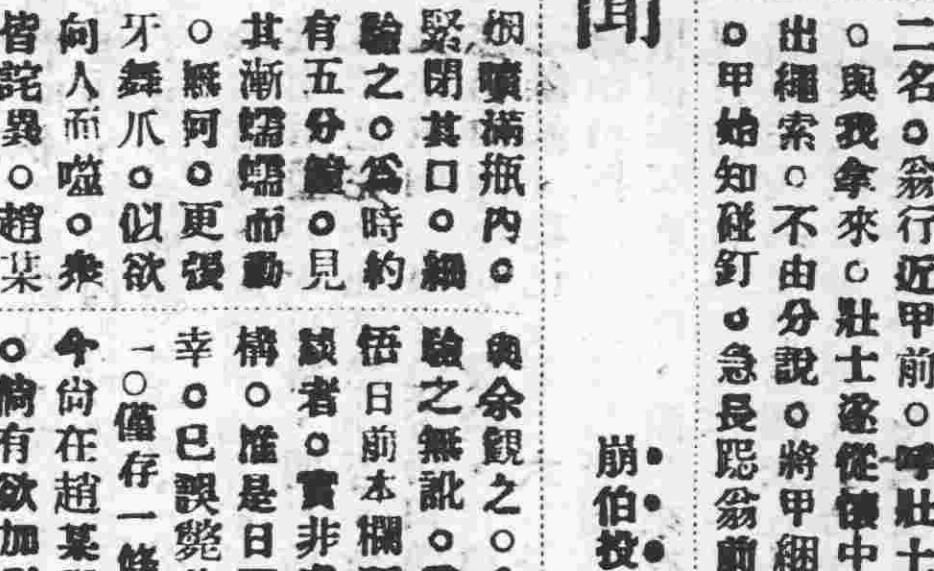 二名。翁行近甲前。呼壯士
。與我拿來。壯士遂從懷中
出繩索。不由分說。將甲綑
。甲始知碰釘。急長跽翁前
聞
崩伯投
烟噴滿瓶內。
緊閉其口。細
驗之。爲時約
有五分鐘。見
其漸蠕蠕而動
。無何。更張
牙舞爪。似欲
向人而噬。衆
皆詫異。趙某
與余觀之。
驗之無訛。
悟日前本欄
談者。實非
構。惟是日
幸。已誤斃
一。僅存一條
今尙在趙某
。倘有欲加